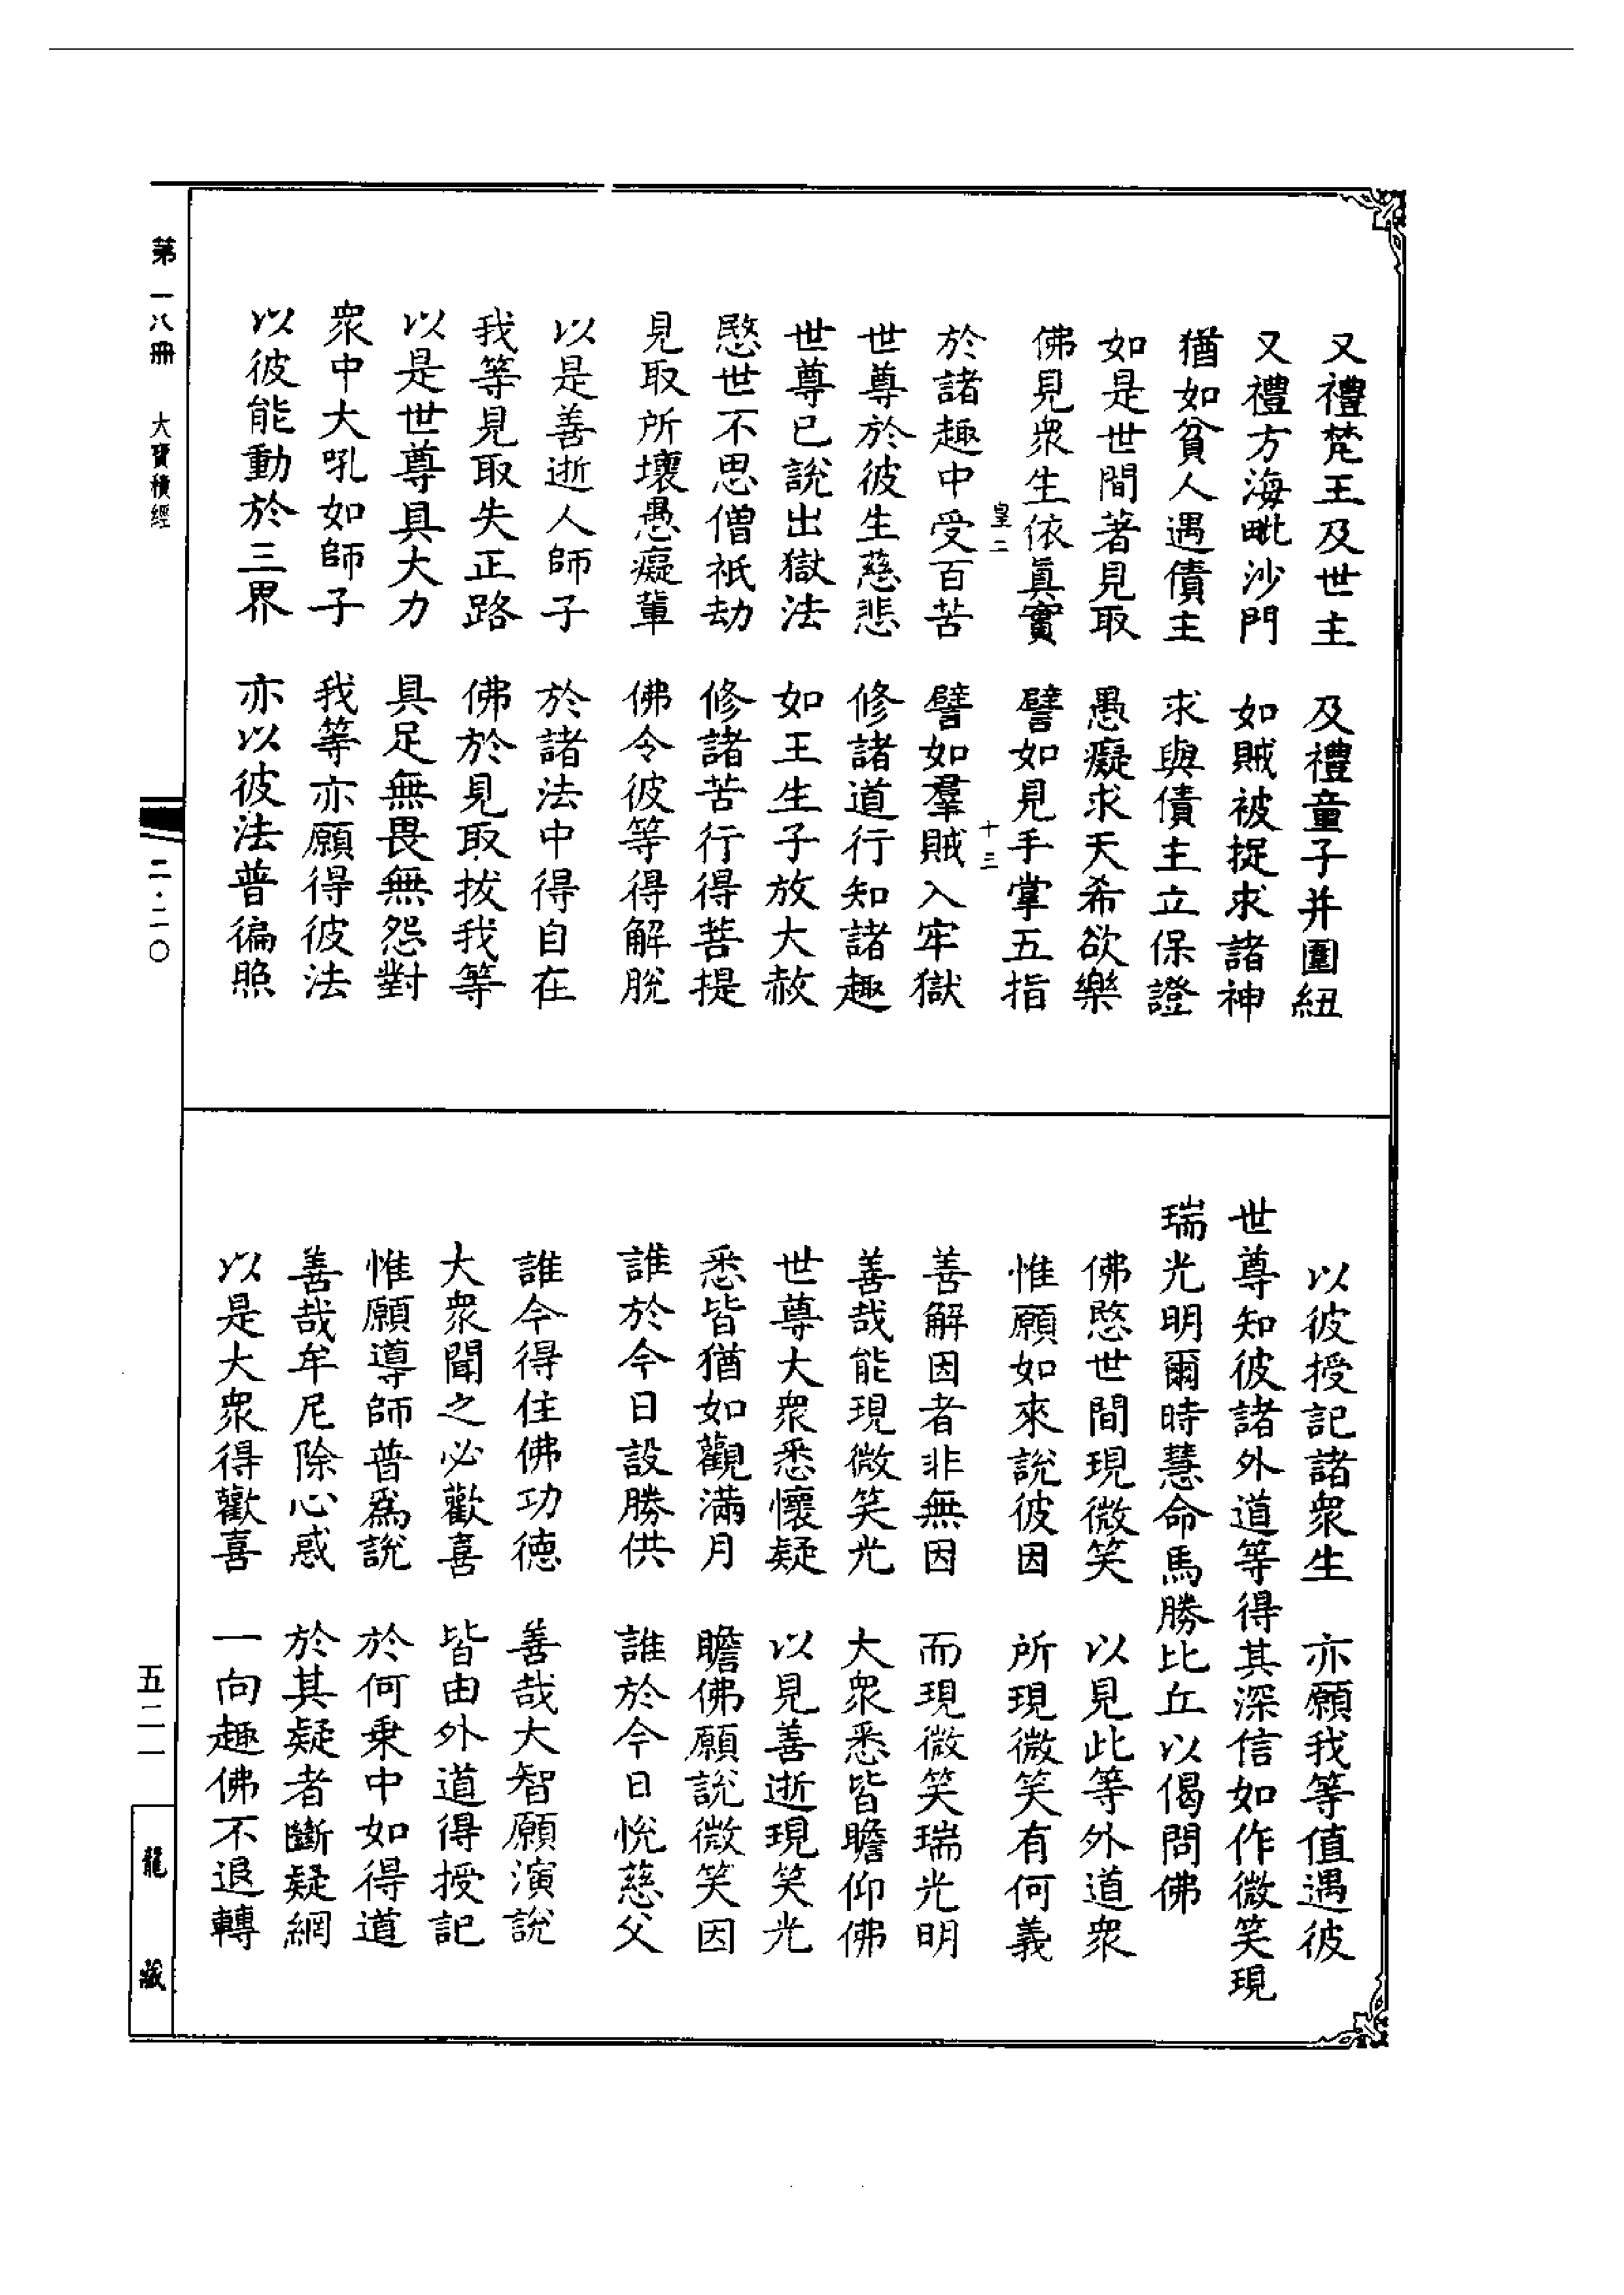 又禮梵王及世主　及禮童子并圍紐
又禮方海毗沙門　如賊被捉求諸神
猶如貧人遇債主　求與債主立保證
如是世間著見取　愚癡求天希欲樂
佛見衆生依眞實　譬如見手掌五指
皇二　十三
於諸趣中受百苦　譬如羣賊入牢獄
世尊於彼生慈悲　修諸道行知諸趣
世尊已說出獄法　如王生子放大赦
愍世不思僧祇劫　修諸苦行得菩提
見取所壞愚癡輩　佛令彼等得解脫
以是善逝人師子　於諸法中得自在
我等見取失正路　佛於見取拔我等
以是世尊具大力　具足無畏無怨對
衆中大吼如師子　我等亦願得彼法
以彼能動於三界　亦以彼法普徧照
以彼授記諸衆生　亦願我等值遇彼
世尊知彼諸外道等得其深信如作微笑現
瑞光明爾時慧命馬勝比丘以偈問佛
佛愍世間現微笑　以見此等外道衆
惟願如來說彼因　所現微笑有何義
善解因者非無因　而現微笑瑞光明
善哉能現微笑光　大衆悉皆瞻仰佛
世尊大衆悉懷疑　以見善逝現笑光
悉皆猶如觀滿月　瞻佛願說微笑因
誰於今日設勝供　誰於今日悅慈父
誰今得住佛功德　善哉大智願演說
大衆聞之必歡喜　皆由外道得授記
惟願導師普爲說　於何乗中如得道
善哉牟尼除心惑　於其疑者斷疑網
以是大衆得歡喜　一向趣佛不退轉
第一八冊　大寶積經
二·二〇
五二一
龍藏